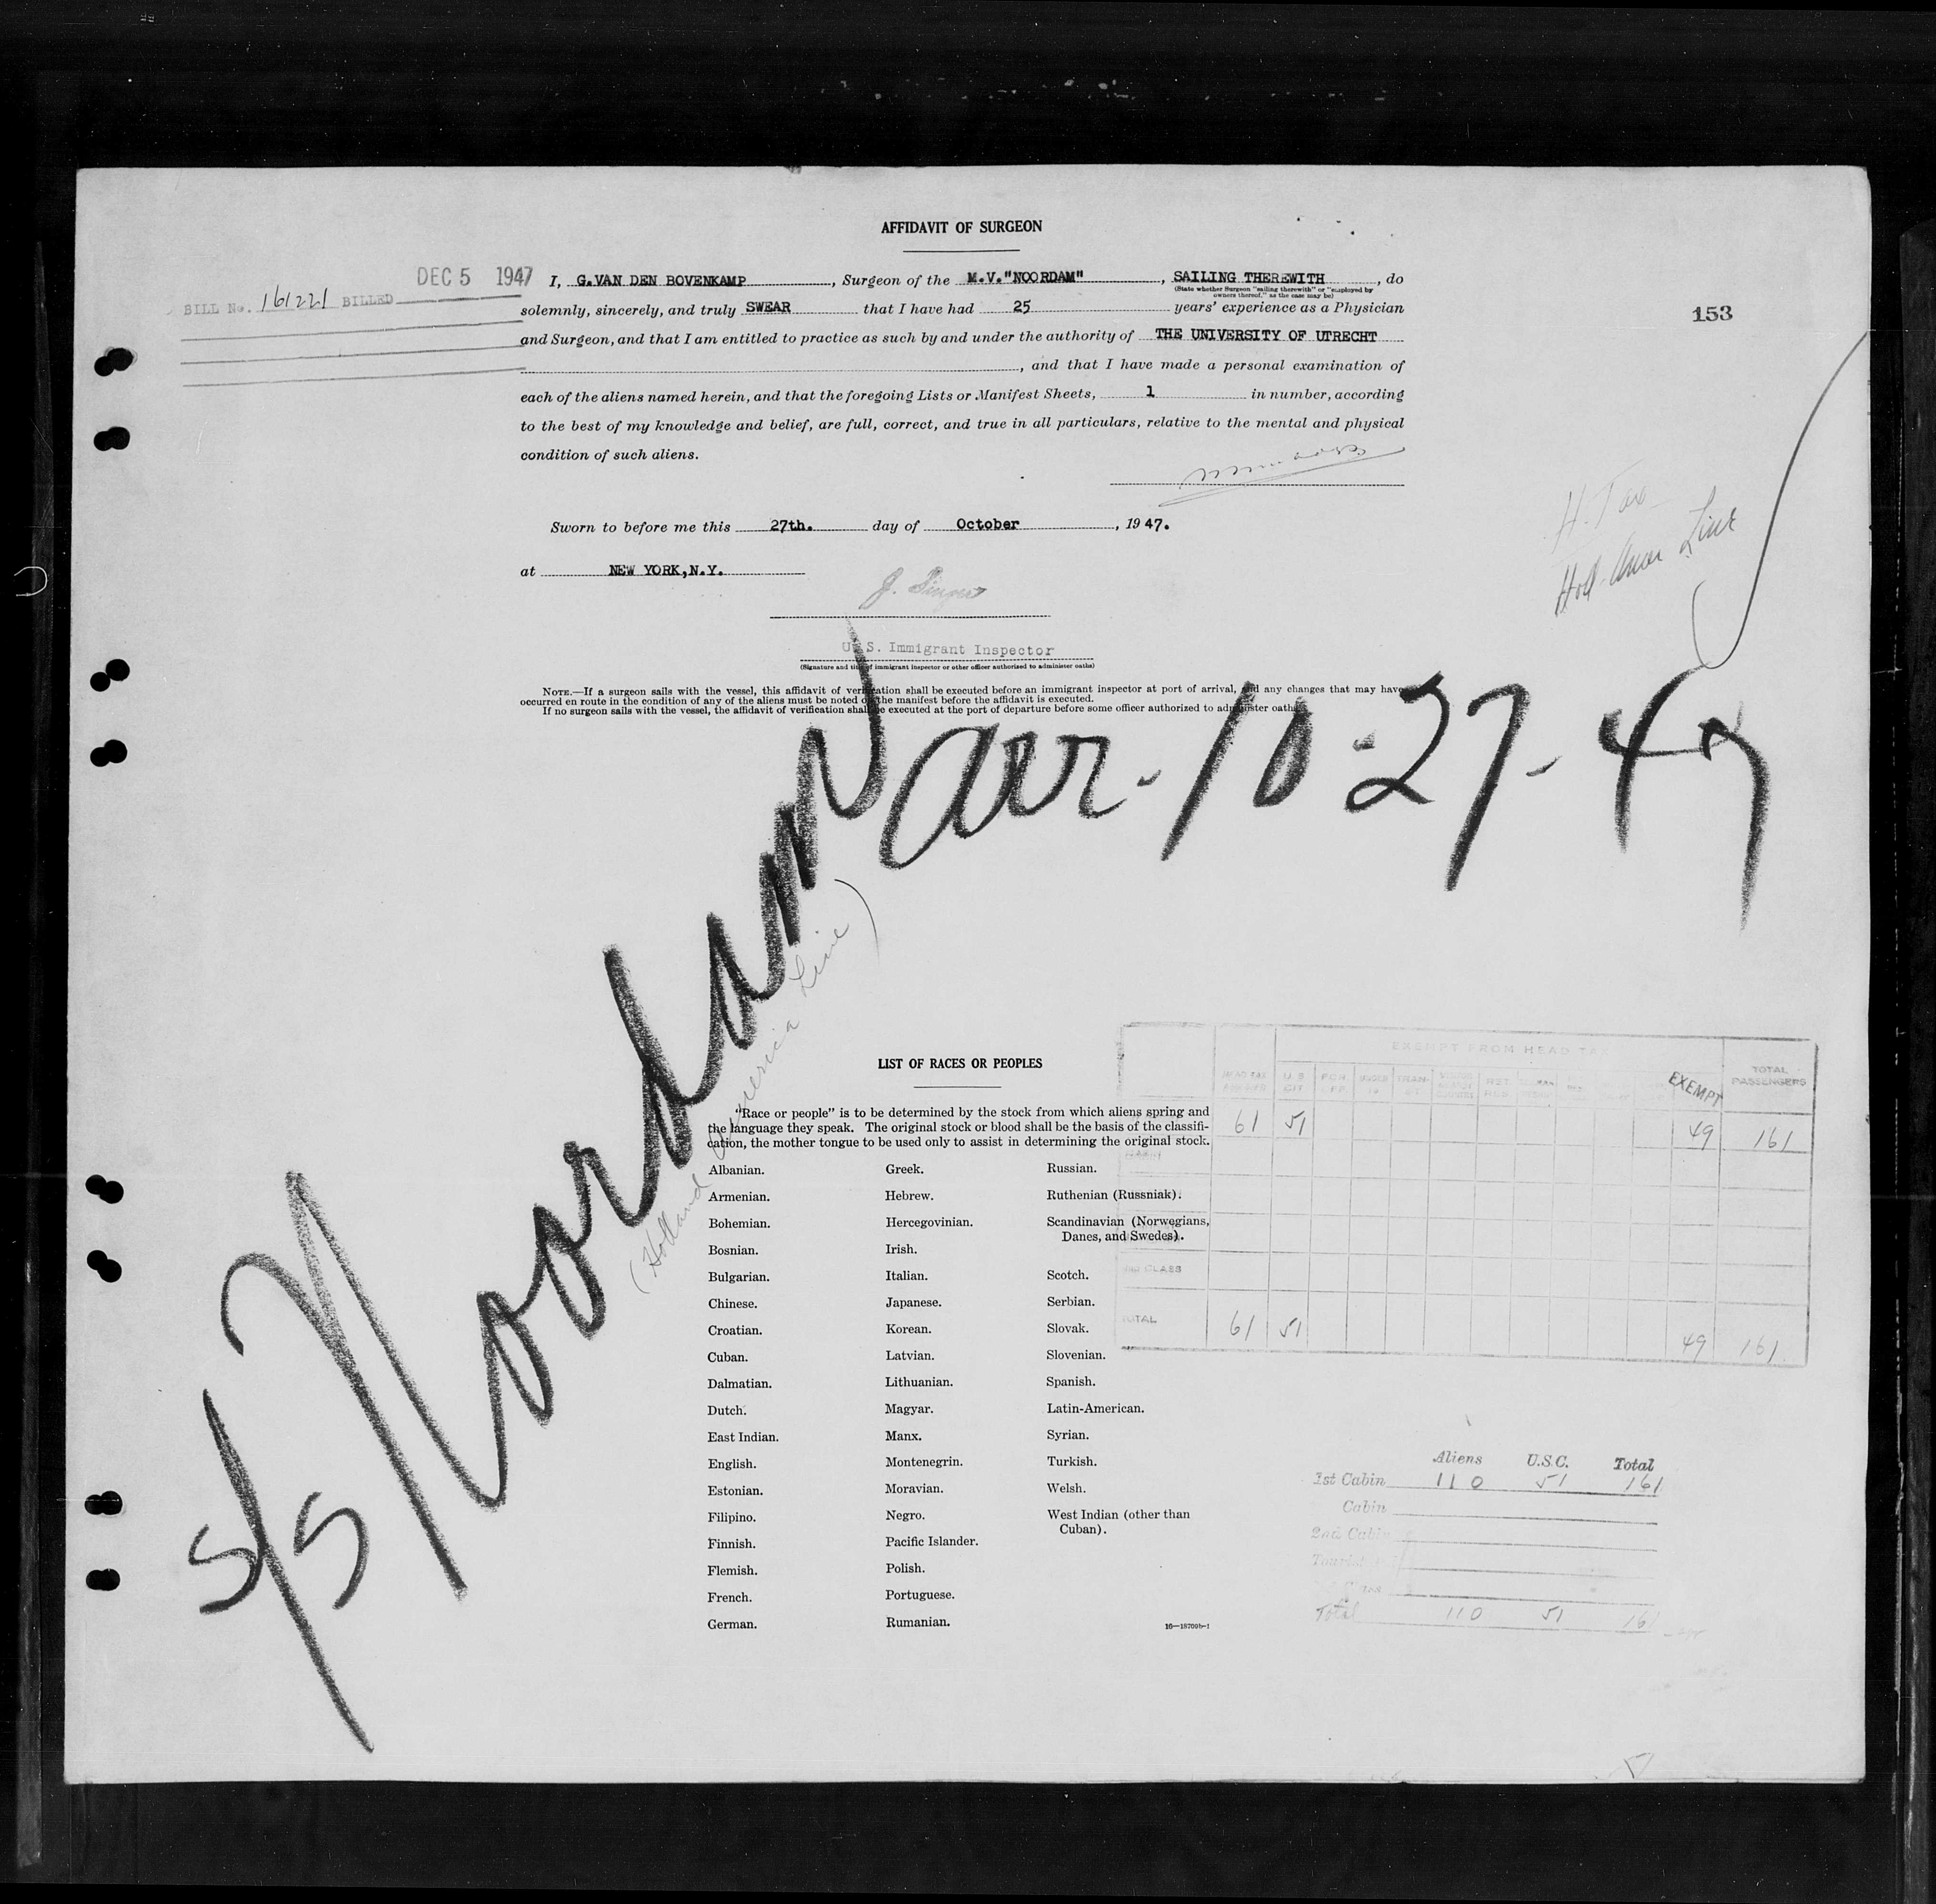 AFFIDAVIT OF SURGEON
DEC 5 1947
BILL No. 161221 BILLED
153
I, G.VAN DEN BOVENKAMP, Surgeon of the M.V."NOORDAM", SAILING THEREWITH, do
(State whether Surgeon "sailing therewith" or "employed by
owners thereof," as the case may be)
solemnly, sincerely, and truly SWEAR that I have had 25 years' experience as a Physician
and Surgeon, and that I am entitled to practice as such by and under the authority of THE UNIVERSITY OF UTRECHT
, and that I have made a personal examination of
each of the aliens named herein, and that the foregoing Lists or Manifest Sheets, 1 in number, according
to the best of my knowledge and belief, are full, correct, and true in all particulars, relative to the mental and physical
condition of such aliens.
H. Tax
Holl-Amer Line
Sworn to before me this 27th. day of October, 1947.
at NEW YORK,N.Y.
J. Singer
U.S. Immigrant Inspector
(Signature and title of immigrant inspector or other officer authorized to administer oaths)
NOTE.—If a surgeon sails with the vessel, this affidavit of verification shall be executed before an immigrant inspector at port of arrival, and any changes that may have
occurred en route in the condition of any of the aliens must be noted on the manifest before the affidavit is executed.
If no surgeon sails with the vessel, the affidavit of verification shall be executed at the port of departure before some officer authorized to administer oaths.
S/S Noordam arr-10-27-47
(Holland America Line)
LIST OF RACES OR PEOPLES
"Race or people" is to be determined by the stock from which aliens spring and
the language they speak. The original stock or blood shall be the basis of the classifi-
cation, the mother tongue to be used only to assist in determining the original stock.
Albanian.
Armenian.
Bohemian.
Bosnian.
Bulgarian.
Chinese.
Croatian.
Cuban.
Dalmatian.
Dutch.
East Indian.
English.
Estonian.
Filipino.
Finnish.
Flemish.
French.
German.
Greek.
Hebrew.
Hercegovinian.
Irish.
Italian.
Japanese.
Korean.
Latvian.
Lithuanian.
Magyar.
Manx.
Montenegrin.
Moravian.
Negro.
Pacific Islander.
Polish.
Portuguese.
Rumanian.
Russian.
Ruthenian (Russniak).
Scandinavian (Norwegians,
Danes, and Swedes).
Scotch.
Serbian.
Slovak.
Slovenian.
Spanish.
Latin-American.
Syrian.
Turkish.
Welsh.
West Indian (other than
Cuban).
16—18700b-1
EXEMPT FROM HEAD TAX
HEAD TAX U.S. CIT EXEMPT TOTAL PASSENGERS
61 51 49 161
CLASS
TOTAL 61 51 49 161
Aliens U.S.C. Total
1st Cabin 110 51 161
Cabin
2nd Cabin
Tourist
Total 110 51 161